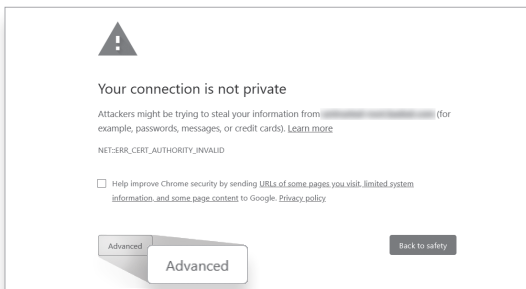 Your connection is not private
Attackers might be trying to steal your information from (for
example, passwords, messages, or credit cards). Learn more
NET::ERR_CERT_AUTHORITY_INVALID
Help improve Chrome security by sending URLs of some pages you visit, limited system
information, and some page content to Google. Privacy policy
Advanced
Back to safety
Advanced